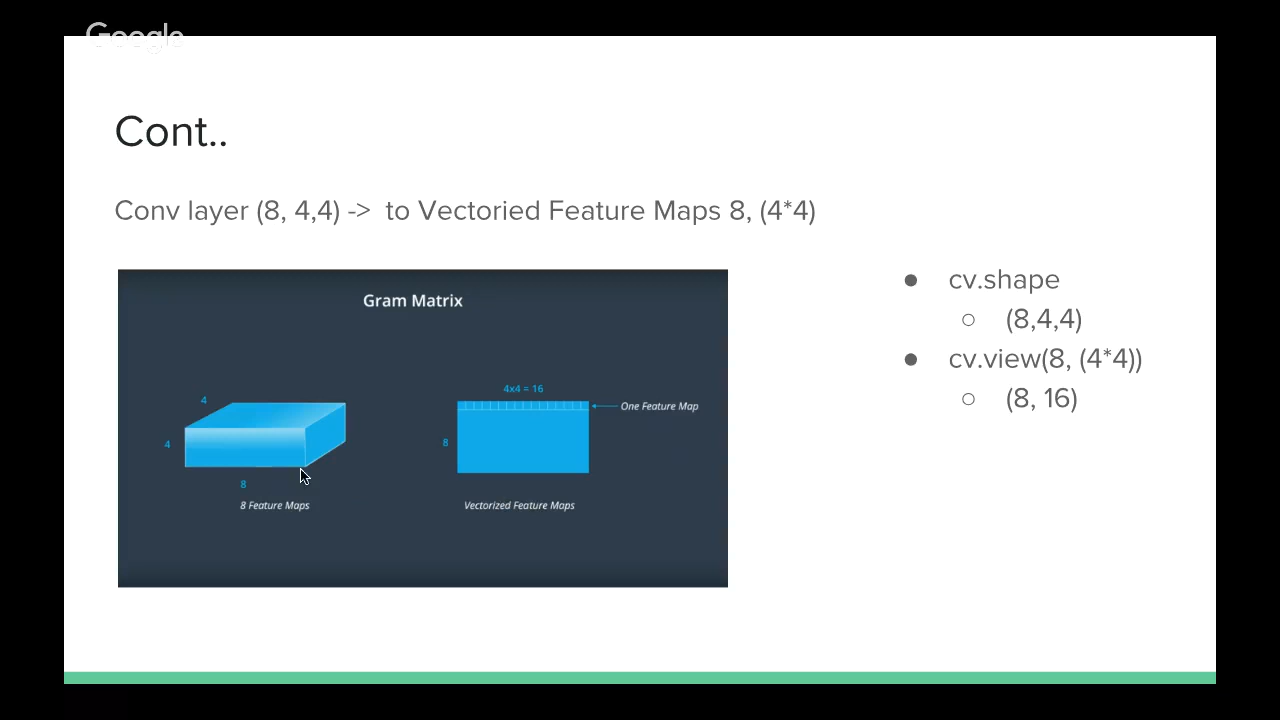 Google
Cont..
Conv layer (8, 4,4) -> to Vectoried Feature Maps 8, (4*4)
Gram Matrix
4
4
8
8 Feature Maps
4x4 = 16
One Feature Map
8
Vectorized Feature Maps
● cv.shape
○ (8,4,4)
● cv.view(8, (4*4))
○ (8, 16)